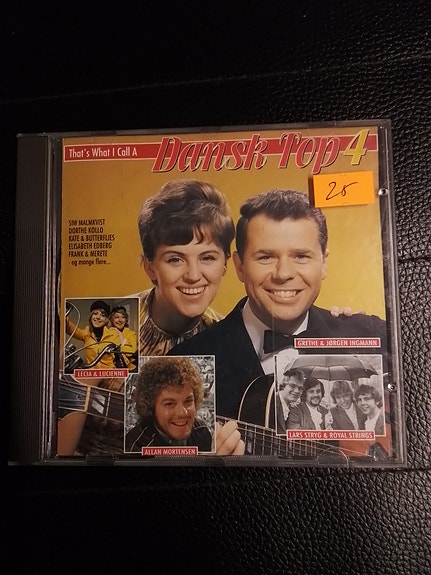 That's What I Call A
Dansk Top 4
25
SIW MALMKVIST
DORTHE KOLLO
KATE & BUTTERFLIES
ELISABETH EDBERG
FRANK & MERETE
- og mange flere...
GRETHE & JØRGEN INGMANN
LECIA & LUCIENNE
LARS STRYG & ROYAL STRINGS
ALLAN MORTENSEN